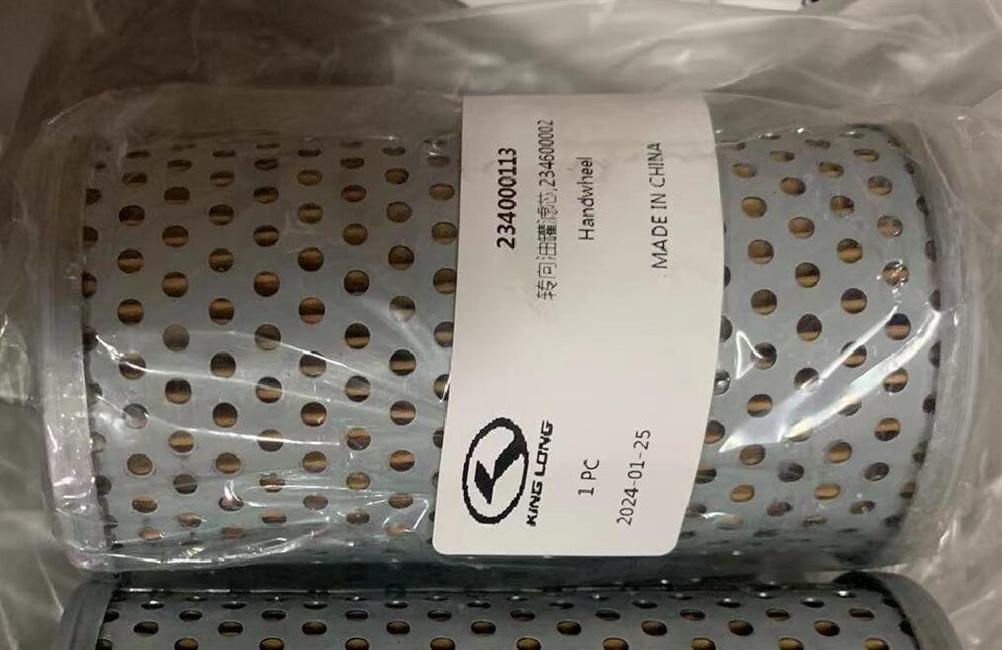 234000113
转向油罐滤芯,234600002
Handwheel
MADE IN CHINA
KING LONG
1 PC
2024-01-25